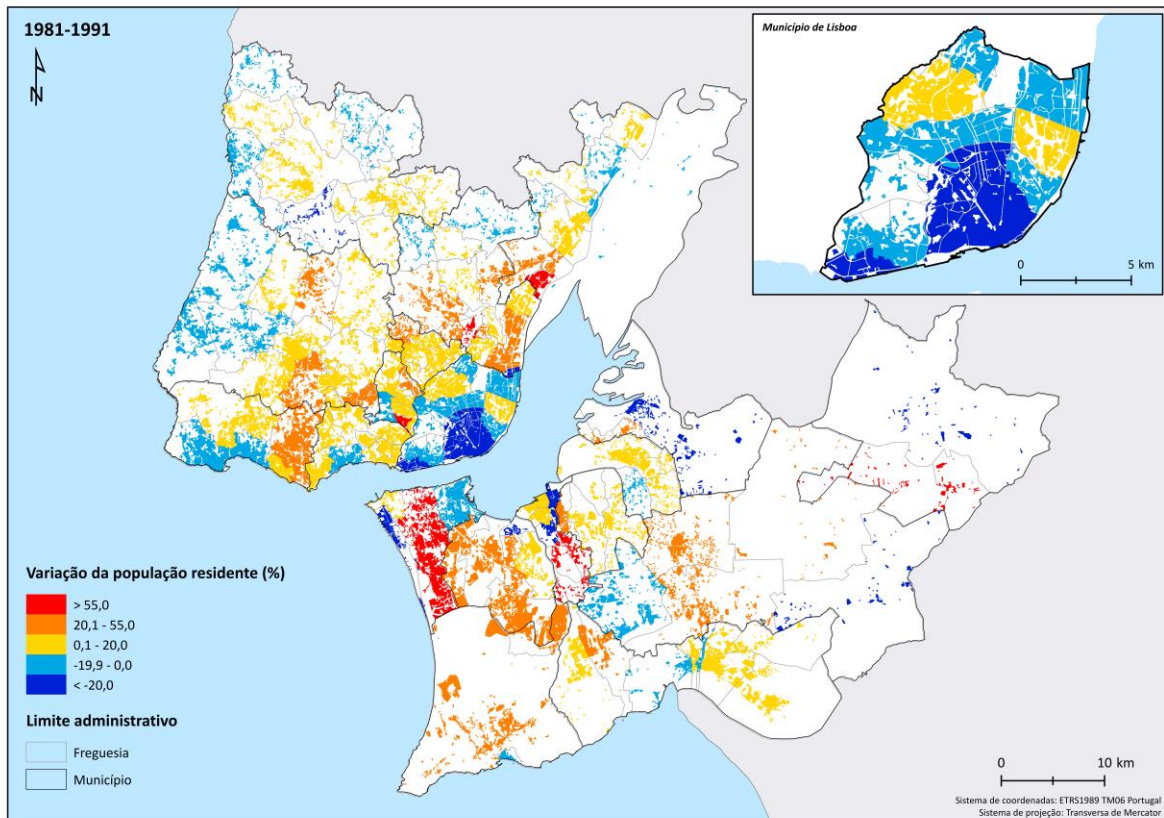 1981-1991
N
Município de Lisboa
0 5 km
Variação da população residente (%)
> 55,0
20,1 - 55,0
0,1 - 20,0
-19,9 - 0,0
< -20,0
Limite administrativo
Freguesia
Município
0 10 km
Sistema de coordenadas: ETRS1989 TM06 Portugal
Sistema de projeção: Transversa de Mercator